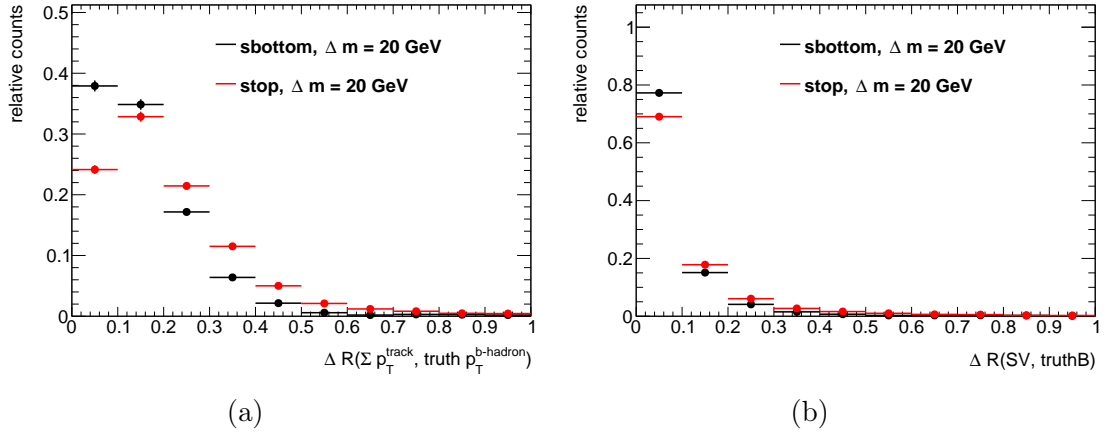 relative counts
0.5
0.4
0.3
0.2
0.1
0
sbottom, Δ m = 20 GeV
stop, Δ m = 20 GeV
0 0.1 0.2 0.3 0.4 0.5 0.6 0.7 0.8 0.9 1
Δ R(Σ p_T^track, truth p_T^b-hadron)
(a)
relative counts
1
0.8
0.6
0.4
0.2
0
sbottom, Δ m = 20 GeV
stop, Δ m = 20 GeV
0 0.1 0.2 0.3 0.4 0.5 0.6 0.7 0.8 0.9 1
Δ R(SV, truthB)
(b)